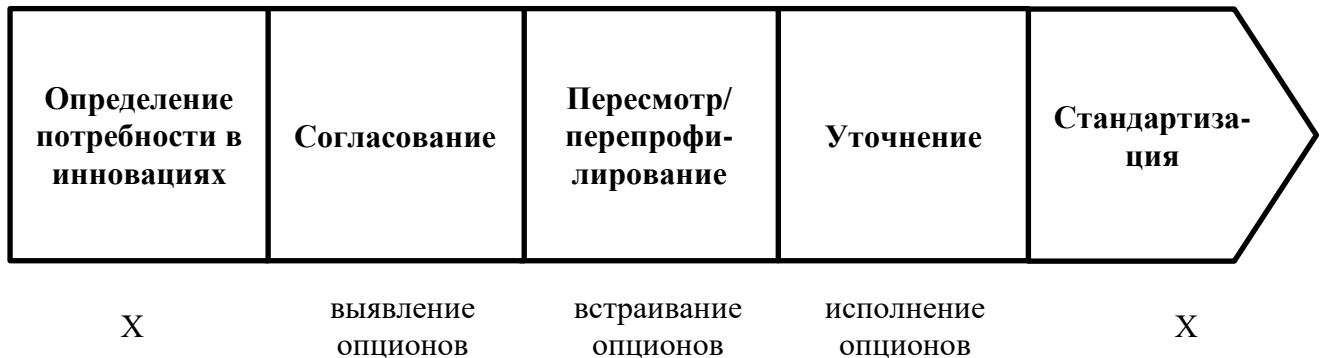 Определение
потребности в
инновациях
Согласование
Пересмотр/
перепрофи-
лирование
Уточнение
Стандартиза-
ция
X
выявление
опционов
встраивание
опционов
исполнение
опционов
X